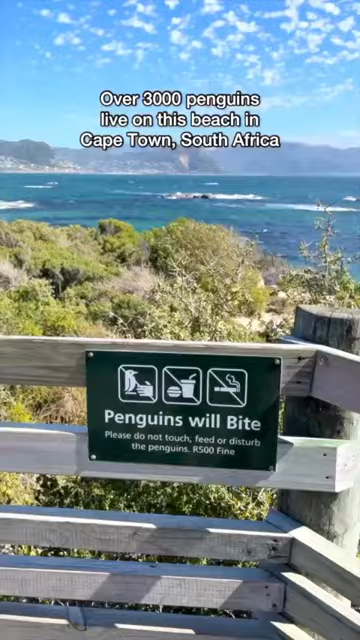 Over 3000 penguins
live on this beach in
Cape Town, South Africa
Penguins will Bite
Please do not touch, feed or disturb
the penguins. R500 Fine